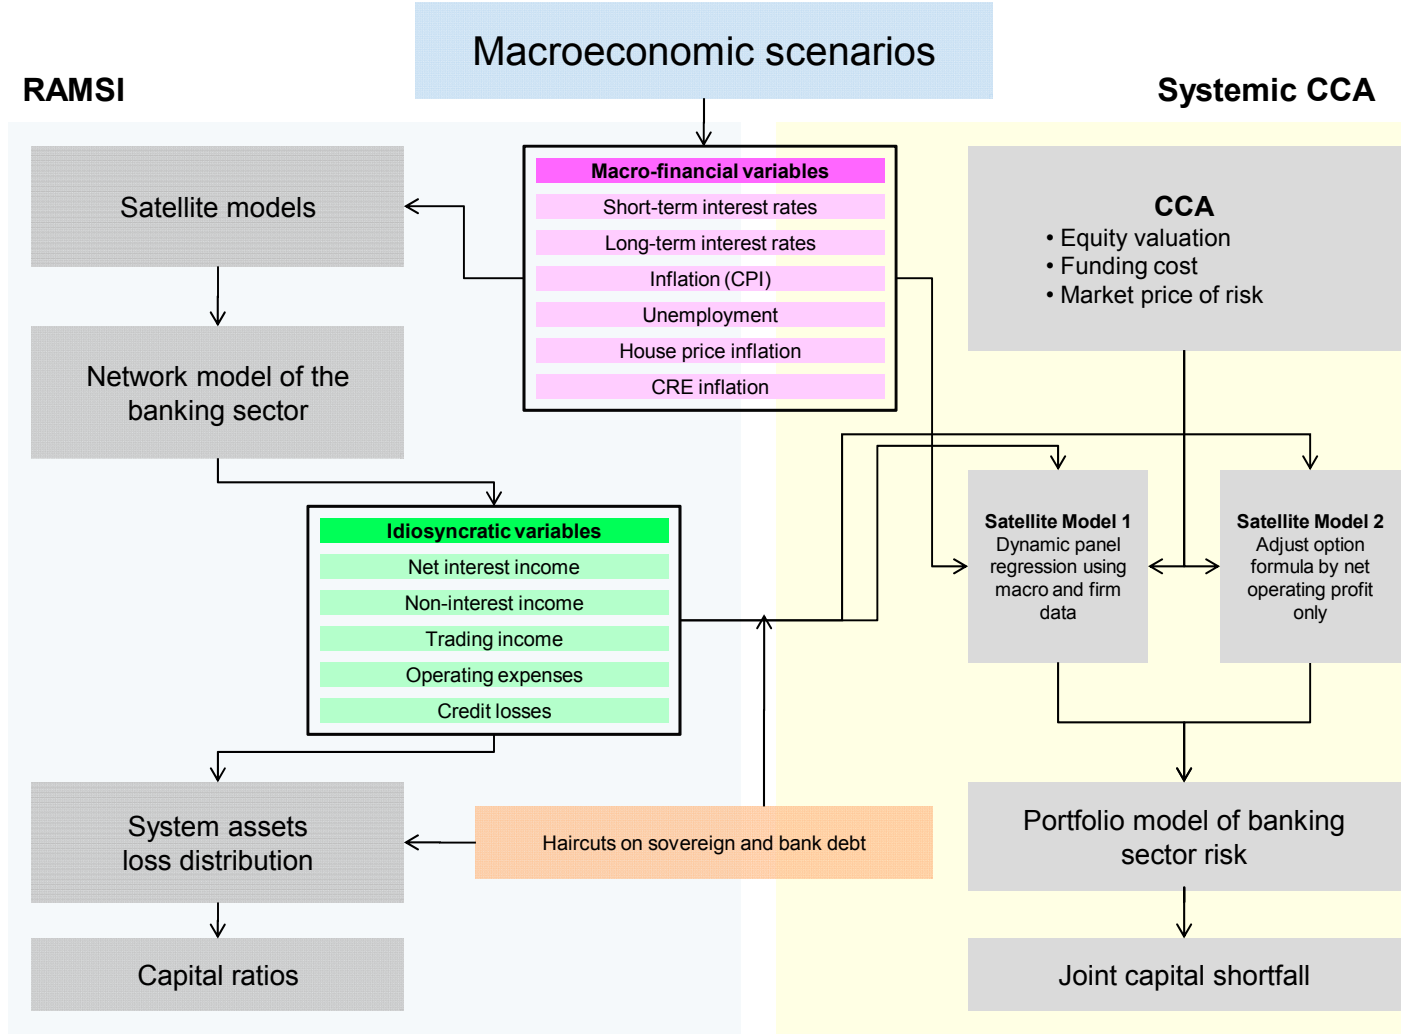 Macroeconomic scenarios
RAMSI
Systemic CCA
Satellite models
Macro-financial variables
Short-term interest rates
Long-term interest rates
Inflation (CPI)
Unemployment
House price inflation
CRE inflation
CCA
• Equity valuation
• Funding cost
• Market price of risk
Network model of the
banking sector
Idiosyncratic variables
Net interest income
Non-interest income
Trading income
Operating expenses
Credit losses
Satellite Model 1
Dynamic panel
regression using
macro and firm
data
Satellite Model 2
Adjust option
formula by net
operating profit
only
System assets
loss distribution
Haircuts on sovereign and bank debt
Portfolio model of banking
sector risk
Capital ratios
Joint capital shortfall